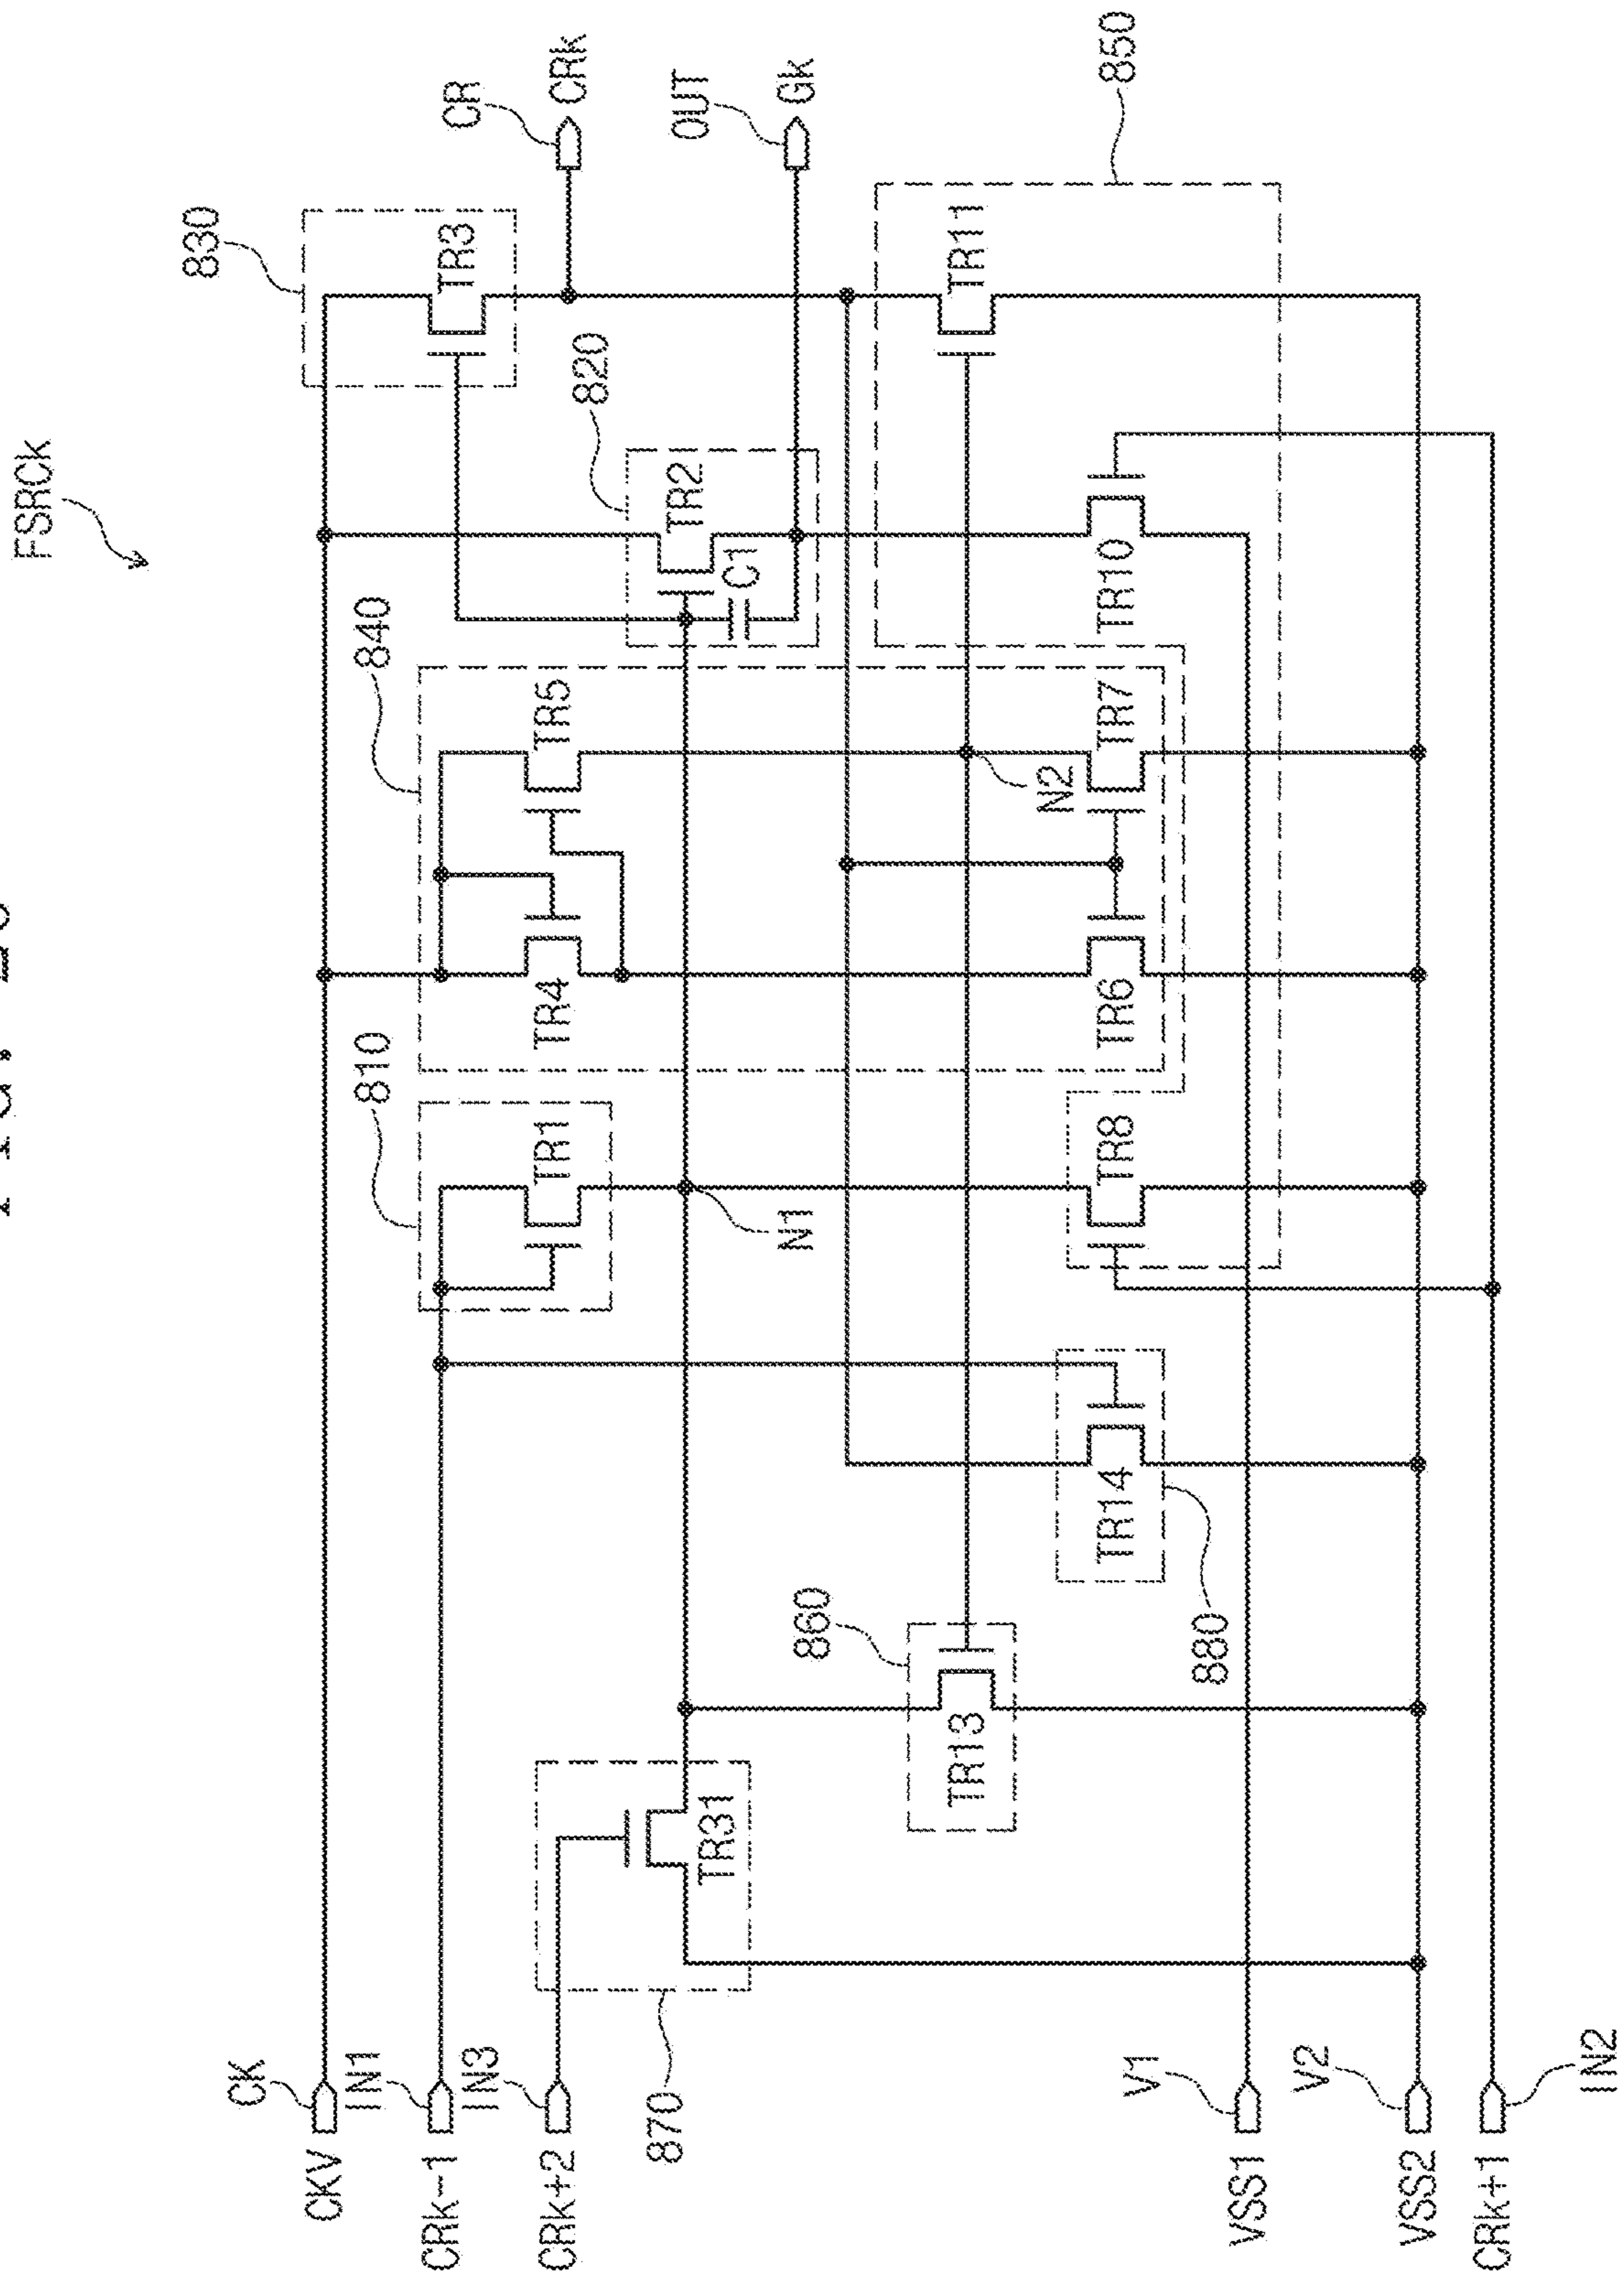 FSRCk
830
CR
CRk
TR3
820
OUT
Gk
850
TR2
C1
TR11
840
TR5
TR10
TR7
N2
TR4
TR6
810
TR1
TR8
N1
TR14
880
860
TR13
870
TR31
CK
CKV
IN1
CRk-1
IN3
CRk+2
V1
VSS1
V2
VSS2
IN2
CRk+1